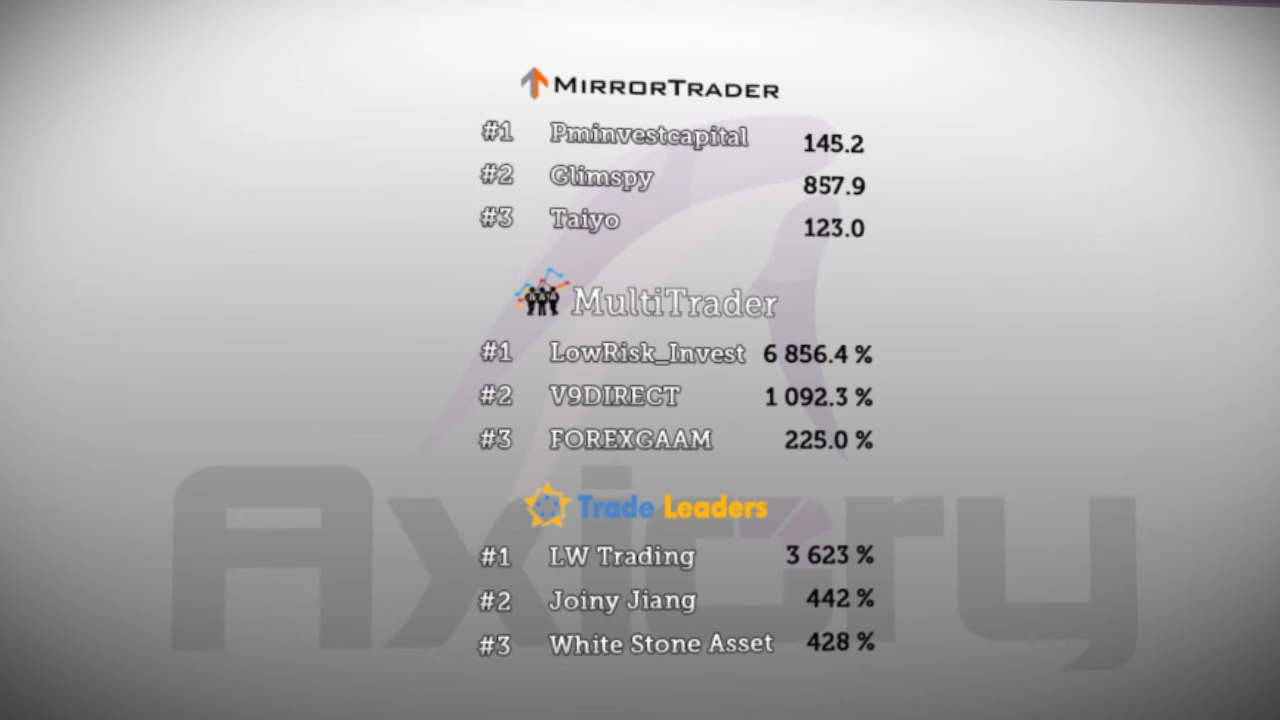 MIRRORTRADER
#1 Pminvestcapital 145.2
#2 Glimspy 857.9
#3 Taiyo 123.0
MultiTrader
#1 LowRisk_Invest 6 856.4 %
#2 V9DIRECT 1 092.3 %
#3 FOREXGAAM 225.0 %
Trade Leaders
#1 LW Trading 3 623 %
#2 Joiny Jiang 442 %
#3 White Stone Asset 428 %
Axiory